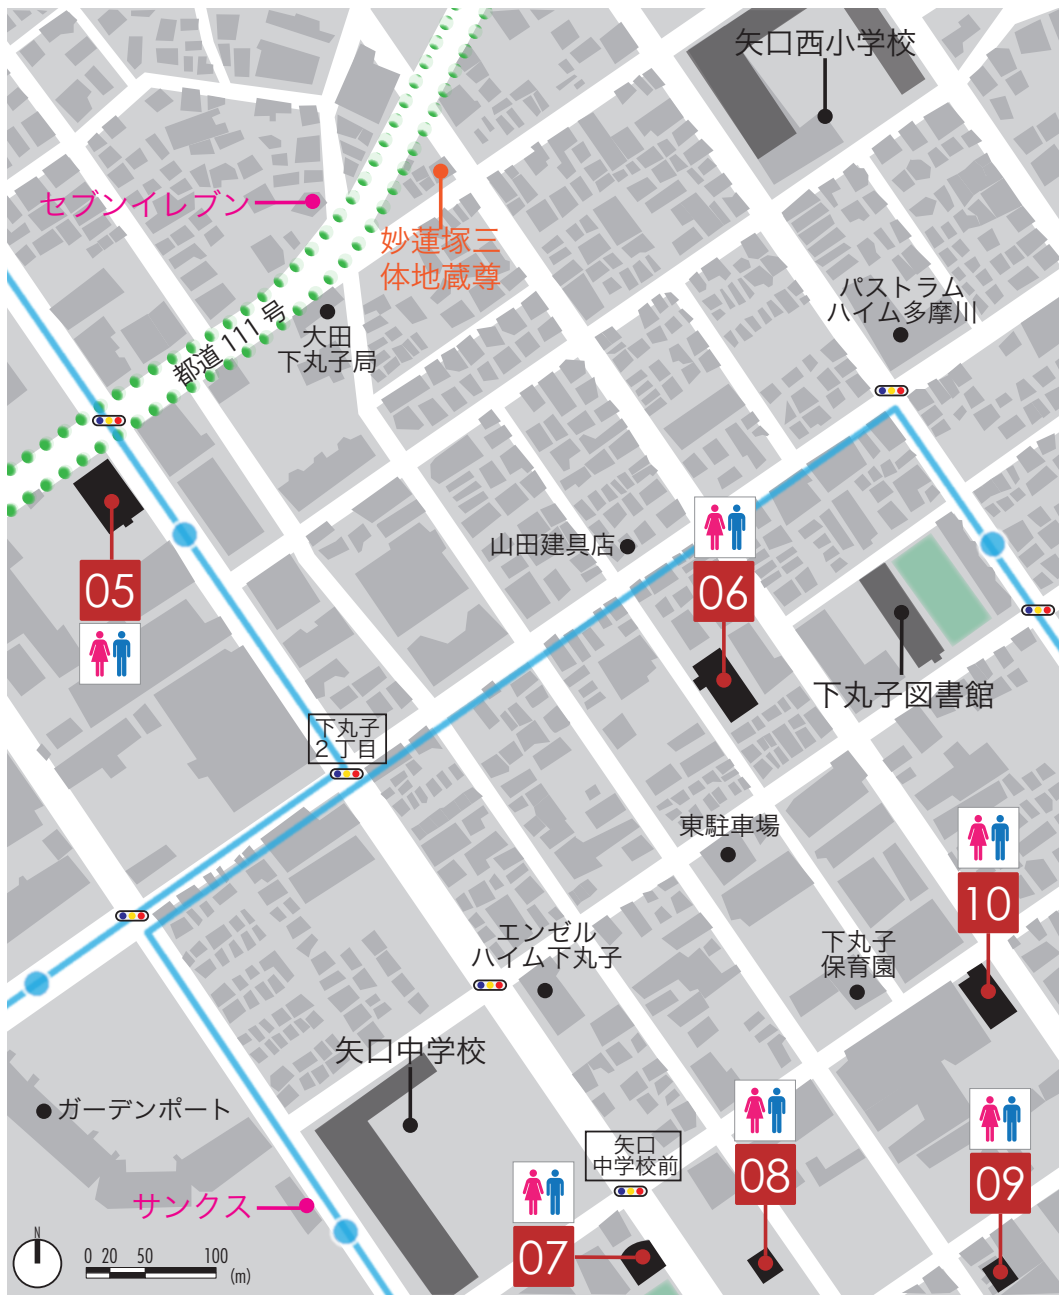 矢口西小学校
セブンイレブン
妙蓮塚三
体地蔵尊
パストラム
ハイム多摩川
都道 111 号
大田
下丸子局
山田建具店
05
06
下丸子図書館
下丸子
2 丁目
東駐車場
10
エンゼル
ハイム下丸子
下丸子
保育園
矢口中学校
ガーデンポート
矢口
中学校前
08
09
サンクス
07
N
0 20 50 100
(m)